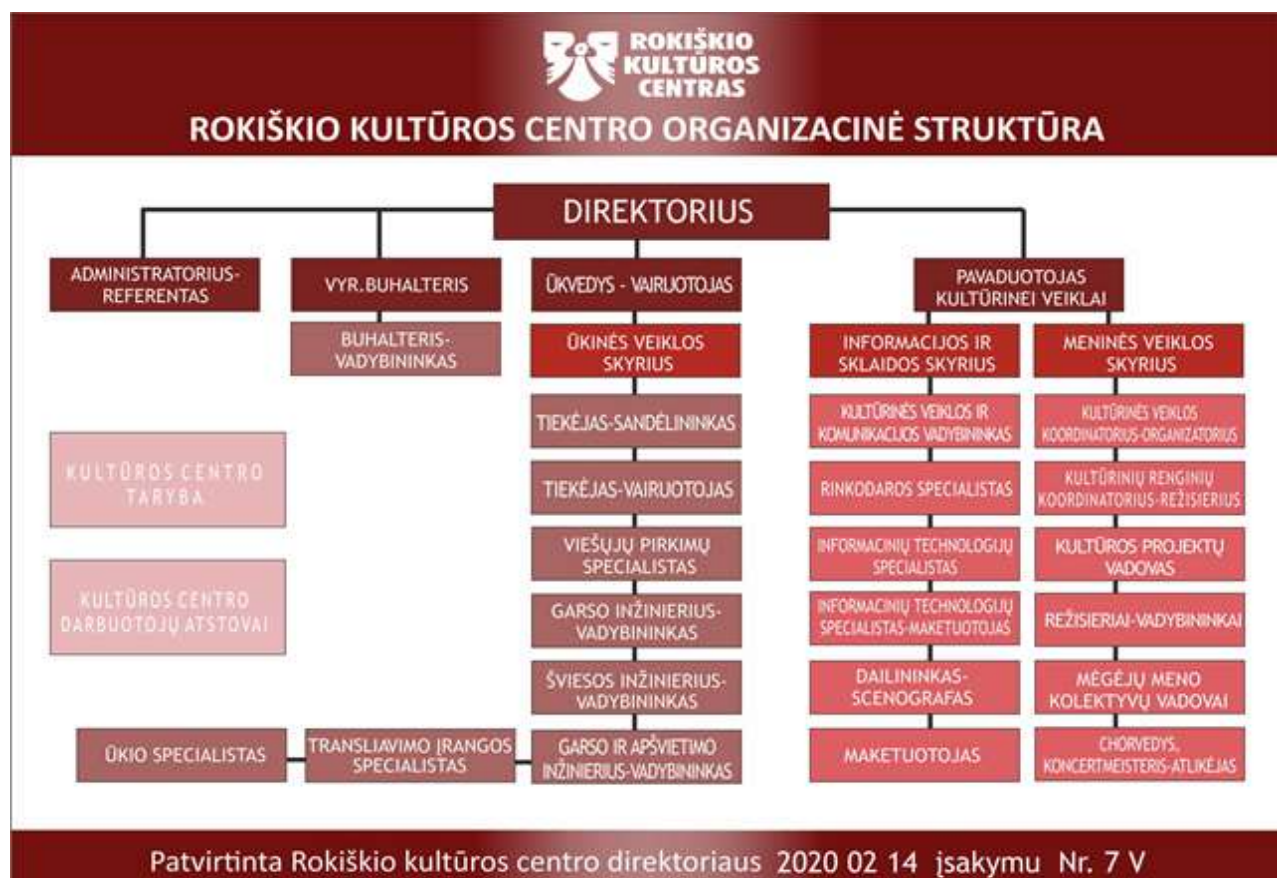 ROKIŠKIO
KULTŪROS
CENTRAS
ROKIŠKIO KULTŪROS CENTRO ORGANIZACINĖ STRUKTŪRA
DIREKTORIUS
ADMINISTRATORIUS-
REFERENTAS
VYR.BUHALTERIS
ŪKVEDYS - VAIRUOTOJAS
PAVADUOTOJAS
KULTŪRINEI VEIKLAI
BUHALTERIS-
VADYBININKAS
ŪKINĖS VEIKLOS
SKYRIUS
INFORMACIJOS IR
SKLAIDOS SKYRIUS
MENINĖS VEIKLOS
SKYRIUS
TIEKĖJAS-SANDĖLININKAS
KULTŪRINĖS VEIKLOS IR
KOMUNIKACIJOS VADYBININKAS
KULTŪRINĖS VEIKLOS
KOORDINATORIUS-ORGANIZATORIUS
KULTŪROS CENTRO
TARYBA
TIEKĖJAS-VAIRUOTOJAS
RINKODAROS SPECIALISTAS
KULTŪRINIŲ RENGINIŲ
KOORDINATORIUS-REŽISIERIUS
VIEŠŲJŲ PIRKIMŲ
SPECIALISTAS
INFORMACINIŲ TECHNOLOGIJŲ
SPECIALISTAS
KULTŪROS PROJEKTŲ
VADOVAS
KULTŪROS CENTRO
DARBUOTOJŲ ATSTOVAI
GARSO INŽINIERIUS-
VADYBININKAS
INFORMACINIŲ TECHNOLOGIJŲ
SPECIALISTAS-MAKETUOTOJAS
REŽISIERIAI-VADYBININKAI
ŠVIESOS INŽINIERIUS-
VADYBININKAS
DAILININKAS-
SCENOGRAFAS
MĖGĖJŲ MENO
KOLEKTYVŲ VADOVAI
ŪKIO SPECIALISTAS
TRANSLIAVIMO ĮRANGOS
SPECIALISTAS
GARSO IR APŠVIETIMO
INŽINIERIUS-VADYBININKAS
MAKETUOTOJAS
CHORVEDYS,
KONCERTMEISTERIS-ATLIKĖJAS
Patvirtinta Rokiškio kultūros centro direktoriaus 2020 02 14 įsakymu Nr. 7 V